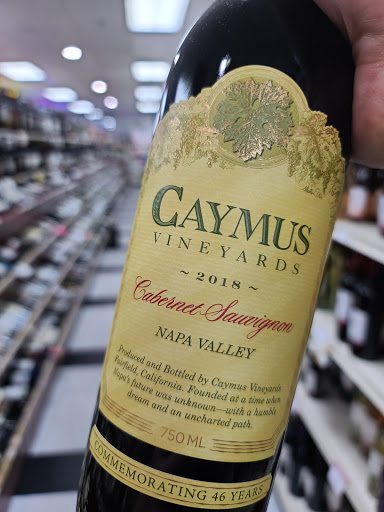 CAYMUS
VINEYARDS
~ 2018 ~
Cabernet Sauvignon
NAPA VALLEY
Produced and Bottled by Caymus Vineyards
Fairfield, California. Founded at a time when
Napa's future was unknown—with a humble
dream and an uncharted path.
750 ML
COMMEMORATING 46 YEARS